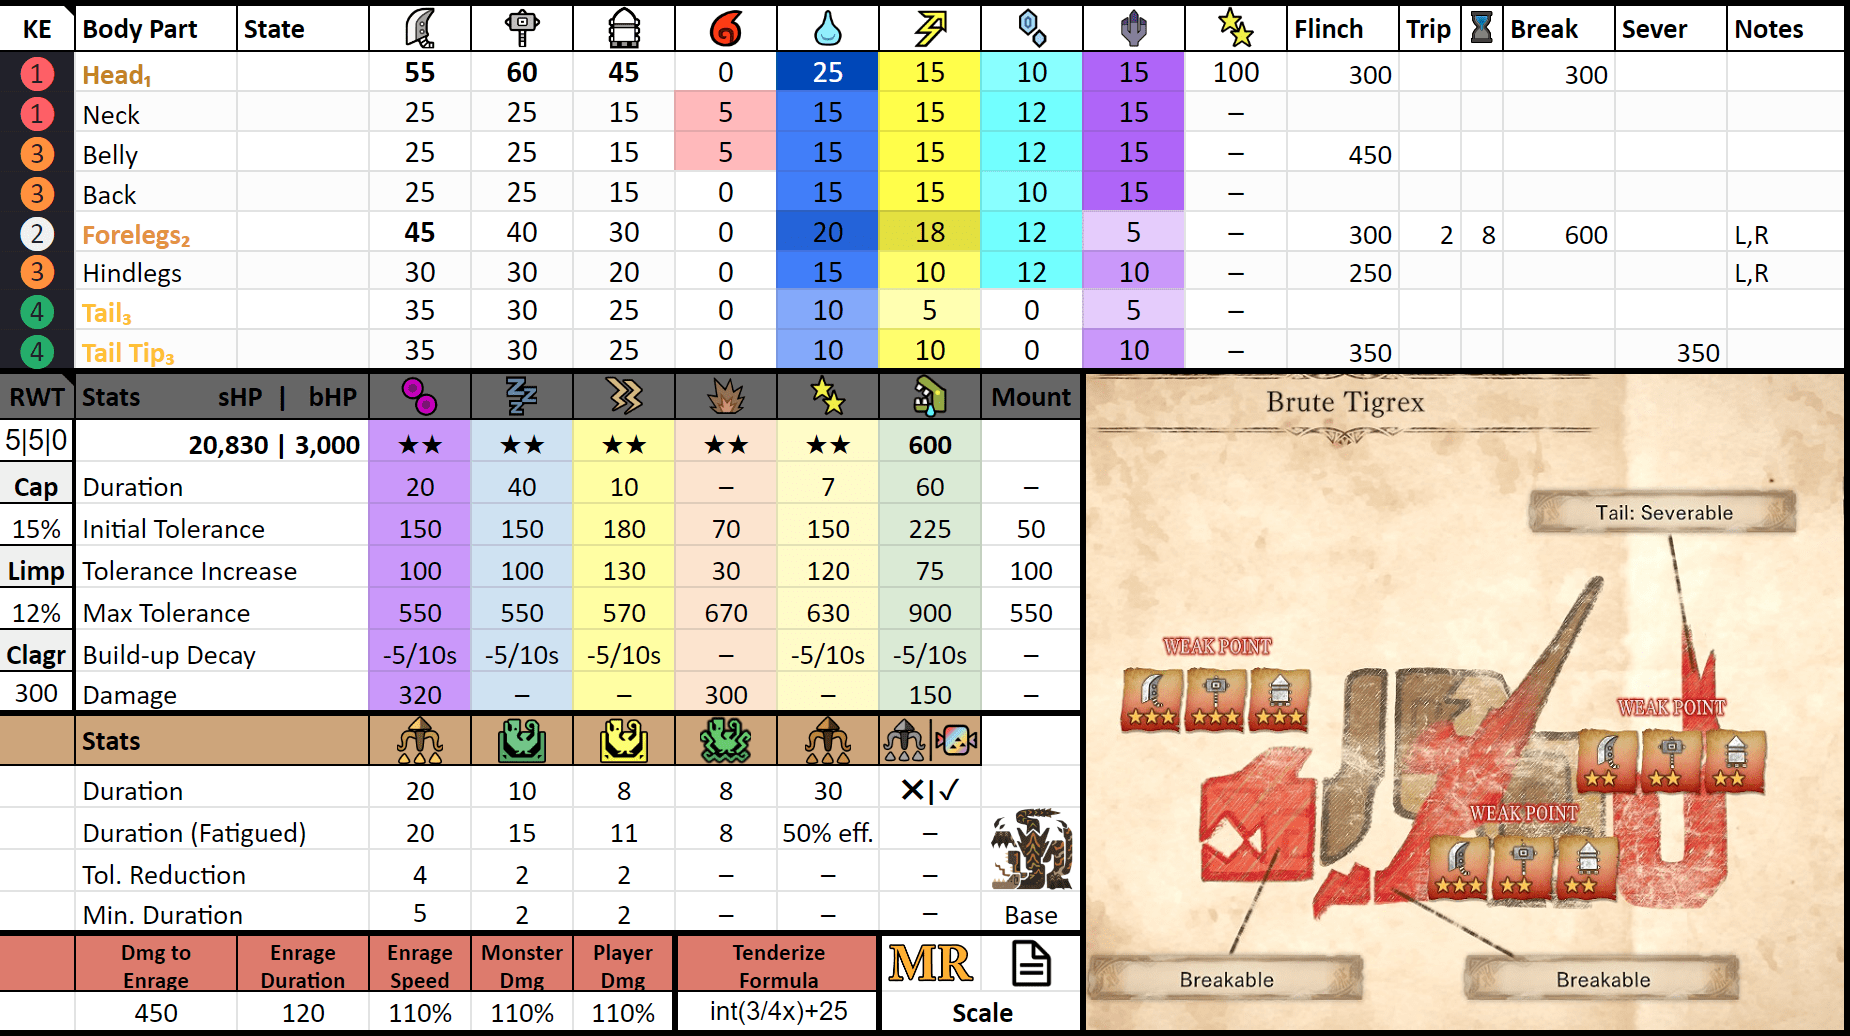 KE Body Part State Flinch Trip Break Sever Notes
1 Head₁ 55 60 45 0 25 15 10 15 100 300 300
1 Neck 25 25 15 5 15 15 12 15 –
3 Belly 25 25 15 5 15 15 12 15 – 450
3 Back 25 25 15 0 15 15 10 15 –
2 Forelegs₂ 45 40 30 0 20 18 12 5 – 300 2 8 600 L,R
3 Hindlegs 30 30 20 0 15 10 12 10 – 250 L,R
4 Tail₃ 35 30 25 0 10 5 0 5 –
4 Tail Tip₃ 35 30 25 0 10 10 0 10 – 350 350
RWT Stats sHP | bHP Mount
5|5|0 20,830 | 3,000 ★★ ★★ ★★ ★★ ★★ 600
Cap Duration 20 40 10 – 7 60 –
15% Initial Tolerance 150 150 180 70 150 225 50
Limp Tolerance Increase 100 100 130 30 120 75 100
12% Max Tolerance 550 550 570 670 630 900 550
Clagr Build-up Decay -5/10s -5/10s -5/10s – -5/10s -5/10s –
300 Damage 320 – – 300 – 150 –
Stats
Duration 20 10 8 8 30 ✕|✓
Duration (Fatigued) 20 15 11 8 50% eff. –
Tol. Reduction 4 2 2 – – –
Min. Duration 5 2 2 – – – Base
Dmg to Enrage Enrage Duration Enrage Speed Monster Dmg Player Dmg Tenderize Formula MR
450 120 110% 110% 110% int(3/4x)+25 Scale
Brute Tigrex
Tail: Severable
WEAK POINT
WEAK POINT
WEAK POINT
Breakable
Breakable